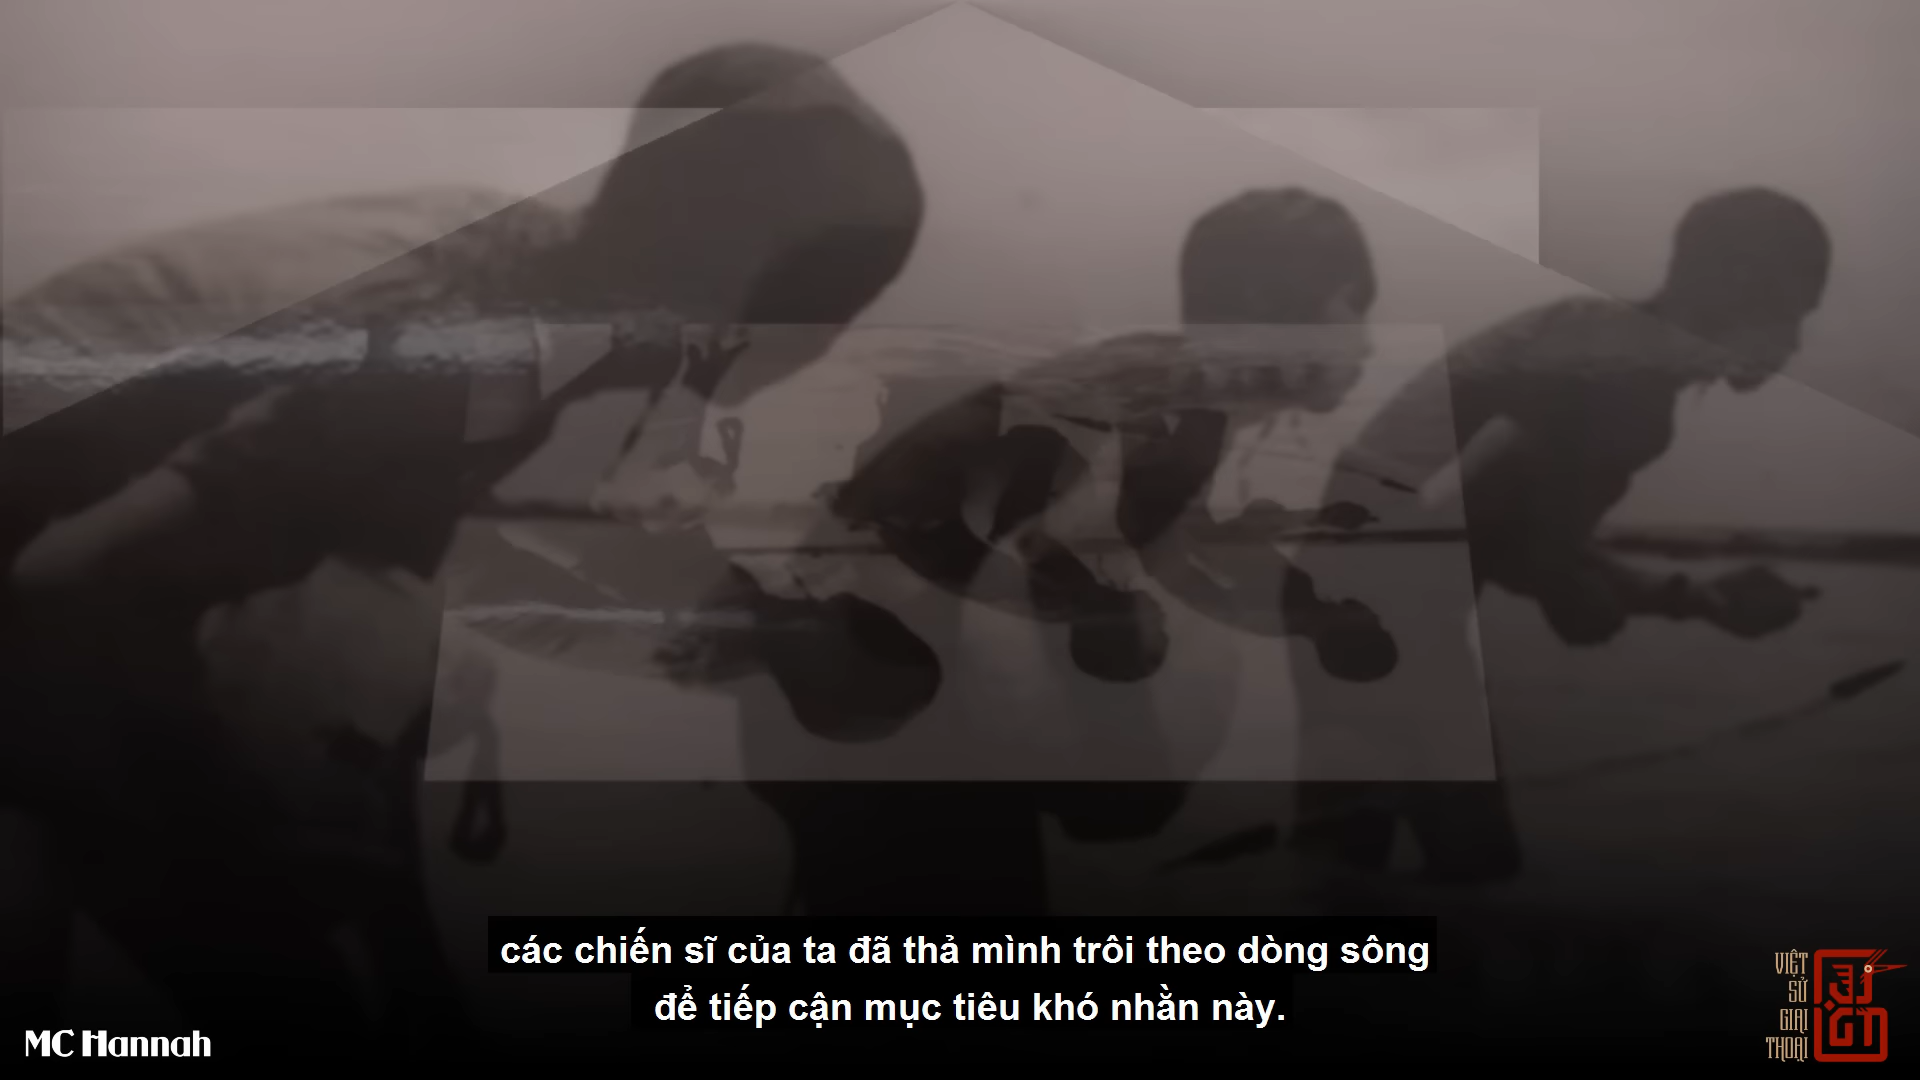 các chiến sĩ của ta đã thả mình trôi theo dòng sông
để tiếp cận mục tiêu khó nhằn này.
MC Hannah
VIỆT
SỬ
GIAI
THOẠI